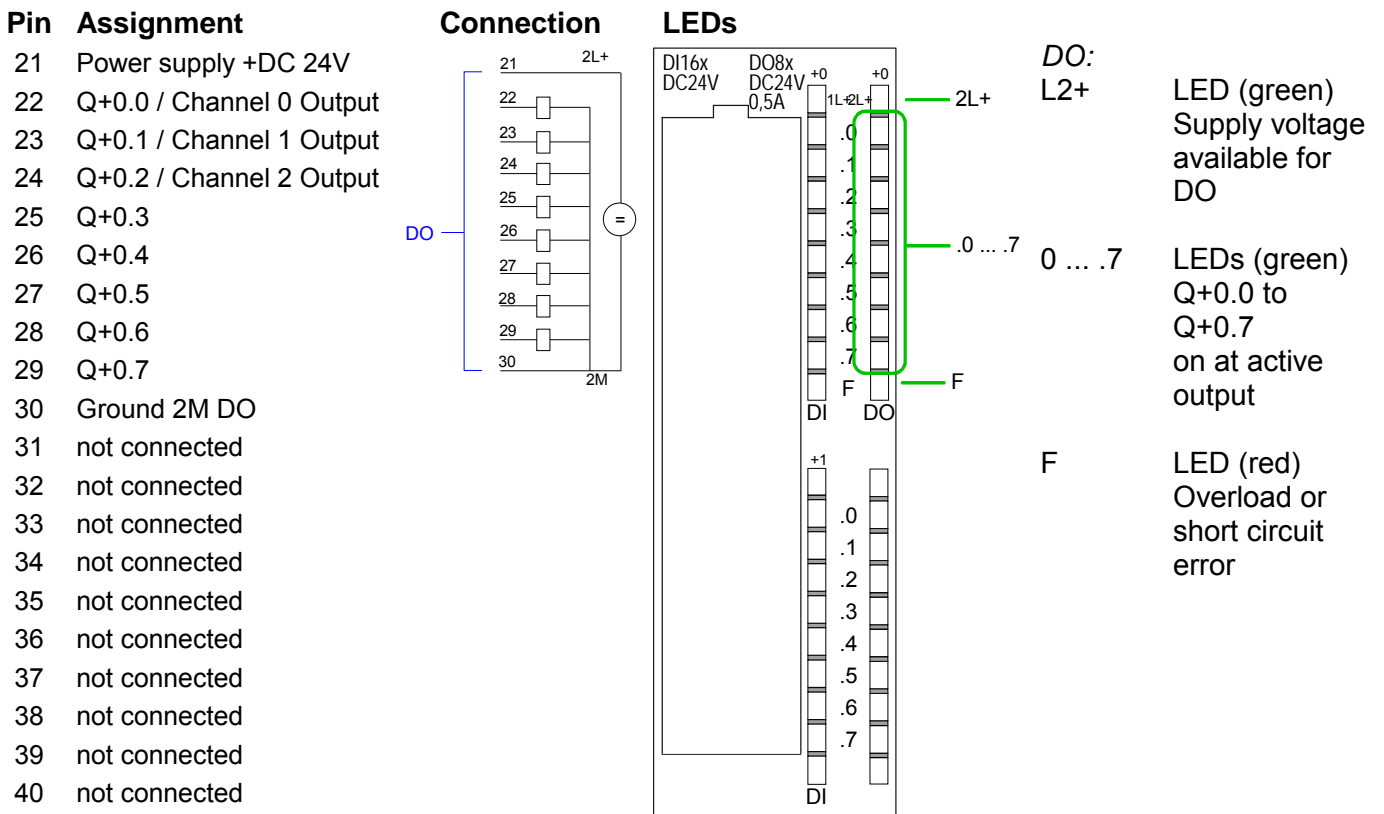 Pin Assignment Connection LEDs
21 Power supply +DC 24V
22 Q+0.0 / Channel 0 Output
23 Q+0.1 / Channel 1 Output
24 Q+0.2 / Channel 2 Output
25 Q+0.3
26 Q+0.4
27 Q+0.5
28 Q+0.6
29 Q+0.7
30 Ground 2M DO
31 not connected
32 not connected
33 not connected
34 not connected
35 not connected
36 not connected
37 not connected
38 not connected
39 not connected
40 not connected
DO
21 2L+
22
23
24
25
26
27
28
29
30
2M
=
DI16x DO8x
DC24V DC24V
0,5A
+0 +0
1L+ 2L+
.0
.1
.2
.3
.4
.5
.6
.7
F
DI DO
+1
.0
.1
.2
.3
.4
.5
.6
.7
DI
2L+
.0 ... .7
F
DO:
L2+ LED (green)
Supply voltage
available for
DO
0 ... .7 LEDs (green)
Q+0.0 to
Q+0.7
on at active
output
F LED (red)
Overload or
short circuit
error